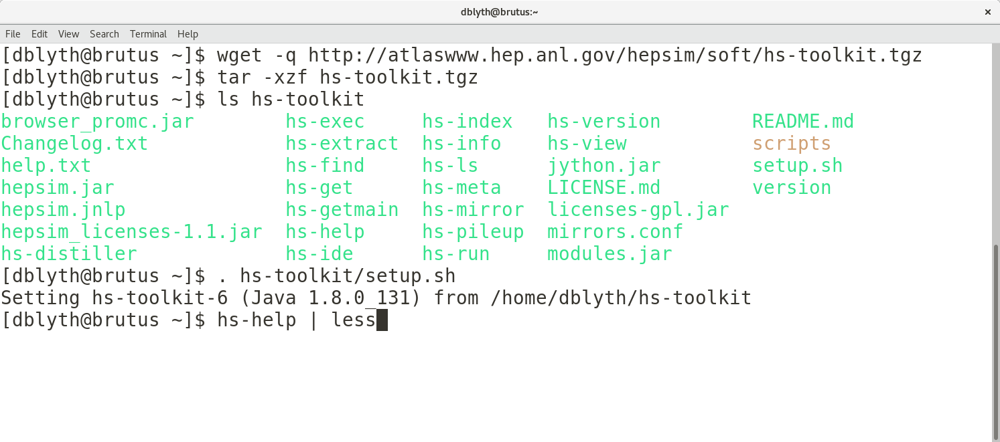 dblyth@brutus:~ ×
File Edit View Search Terminal Help
[dblyth@brutus ~]$ wget -q http://atlaswww.hep.anl.gov/hepsim/soft/hs-toolkit.tgz
[dblyth@brutus ~]$ tar -xzf hs-toolkit.tgz
[dblyth@brutus ~]$ ls hs-toolkit
browser_promc.jar hs-exec hs-index hs-version README.md
Changelog.txt hs-extract hs-info hs-view scripts
help.txt hs-find hs-ls jython.jar setup.sh
hepsim.jar hs-get hs-meta LICENSE.md version
hepsim.jnlp hs-getmain hs-mirror licenses-gpl.jar
hepsim_licenses-1.1.jar hs-help hs-pileup mirrors.conf
hs-distiller hs-ide hs-run modules.jar
[dblyth@brutus ~]$ . hs-toolkit/setup.sh
Setting hs-toolkit-6 (Java 1.8.0_131) from /home/dblyth/hs-toolkit
[dblyth@brutus ~]$ hs-help | less